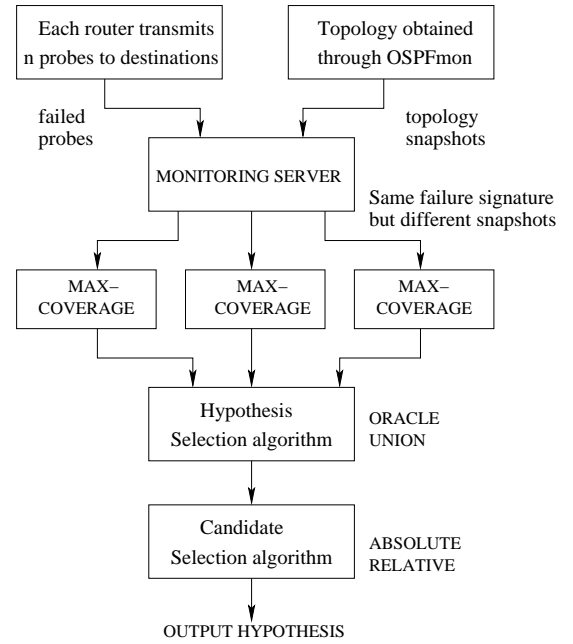 Each router transmits
n probes to destinations
Topology obtained
through OSPFmon
failed
probes
topology
snapshots
MONITORING SERVER
Same failure signature
but different snapshots
MAX–
COVERAGE
MAX–
COVERAGE
MAX–
COVERAGE
Hypothesis
Selection algorithm
ORACLE
UNION
Candidate
Selection algorithm
ABSOLUTE
RELATIVE
OUTPUT HYPOTHESIS